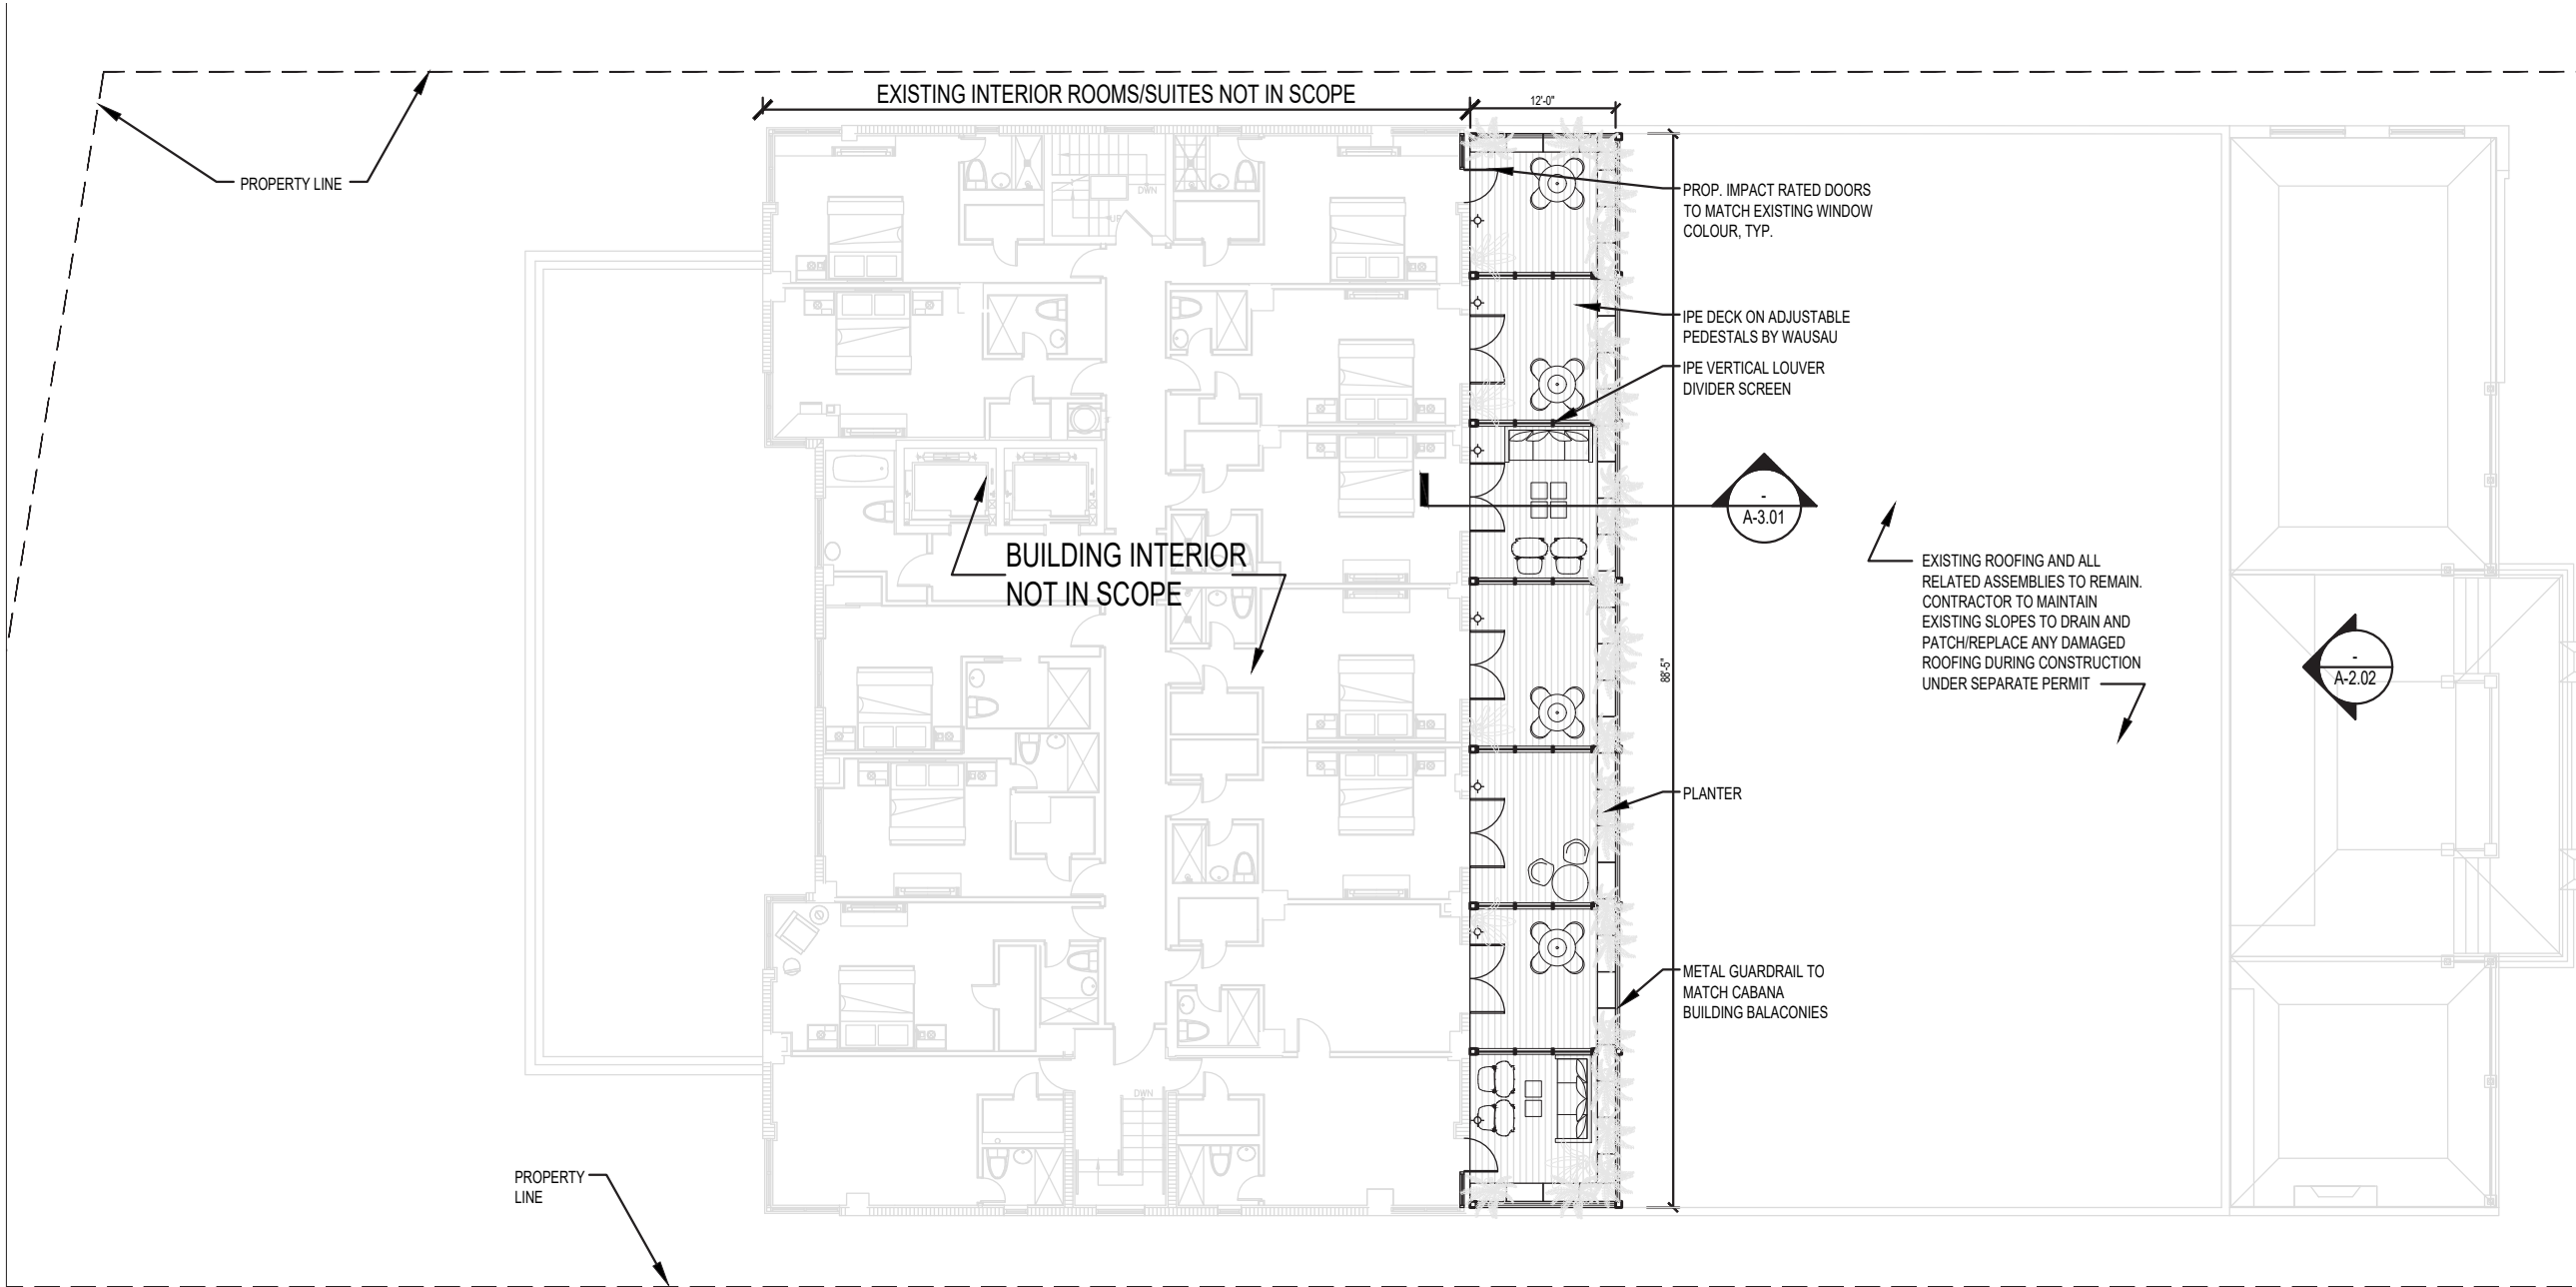 EXISTING INTERIOR ROOMS/SUITES NOT IN SCOPE
12'-0"
PROPERTY LINE
DWN
UP
PROP. IMPACT RATED DOORS
TO MATCH EXISTING WINDOW
COLOUR, TYP.
IPE DECK ON ADJUSTABLE
PEDESTALS BY WAUSAU
IPE VERTICAL LOUVER
DIVIDER SCREEN
-
A-3.01
BUILDING INTERIOR
NOT IN SCOPE
EXISTING ROOFING AND ALL
RELATED ASSEMBLIES TO REMAIN.
CONTRACTOR TO MAINTAIN
EXISTING SLOPES TO DRAIN AND
PATCH/REPLACE ANY DAMAGED
ROOFING DURING CONSTRUCTION
UNDER SEPARATE PERMIT
88'-5"
-
A-2.02
PLANTER
METAL GUARDRAIL TO
MATCH CABANA
BUILDING BALACONIES
DWN
PROPERTY
LINE